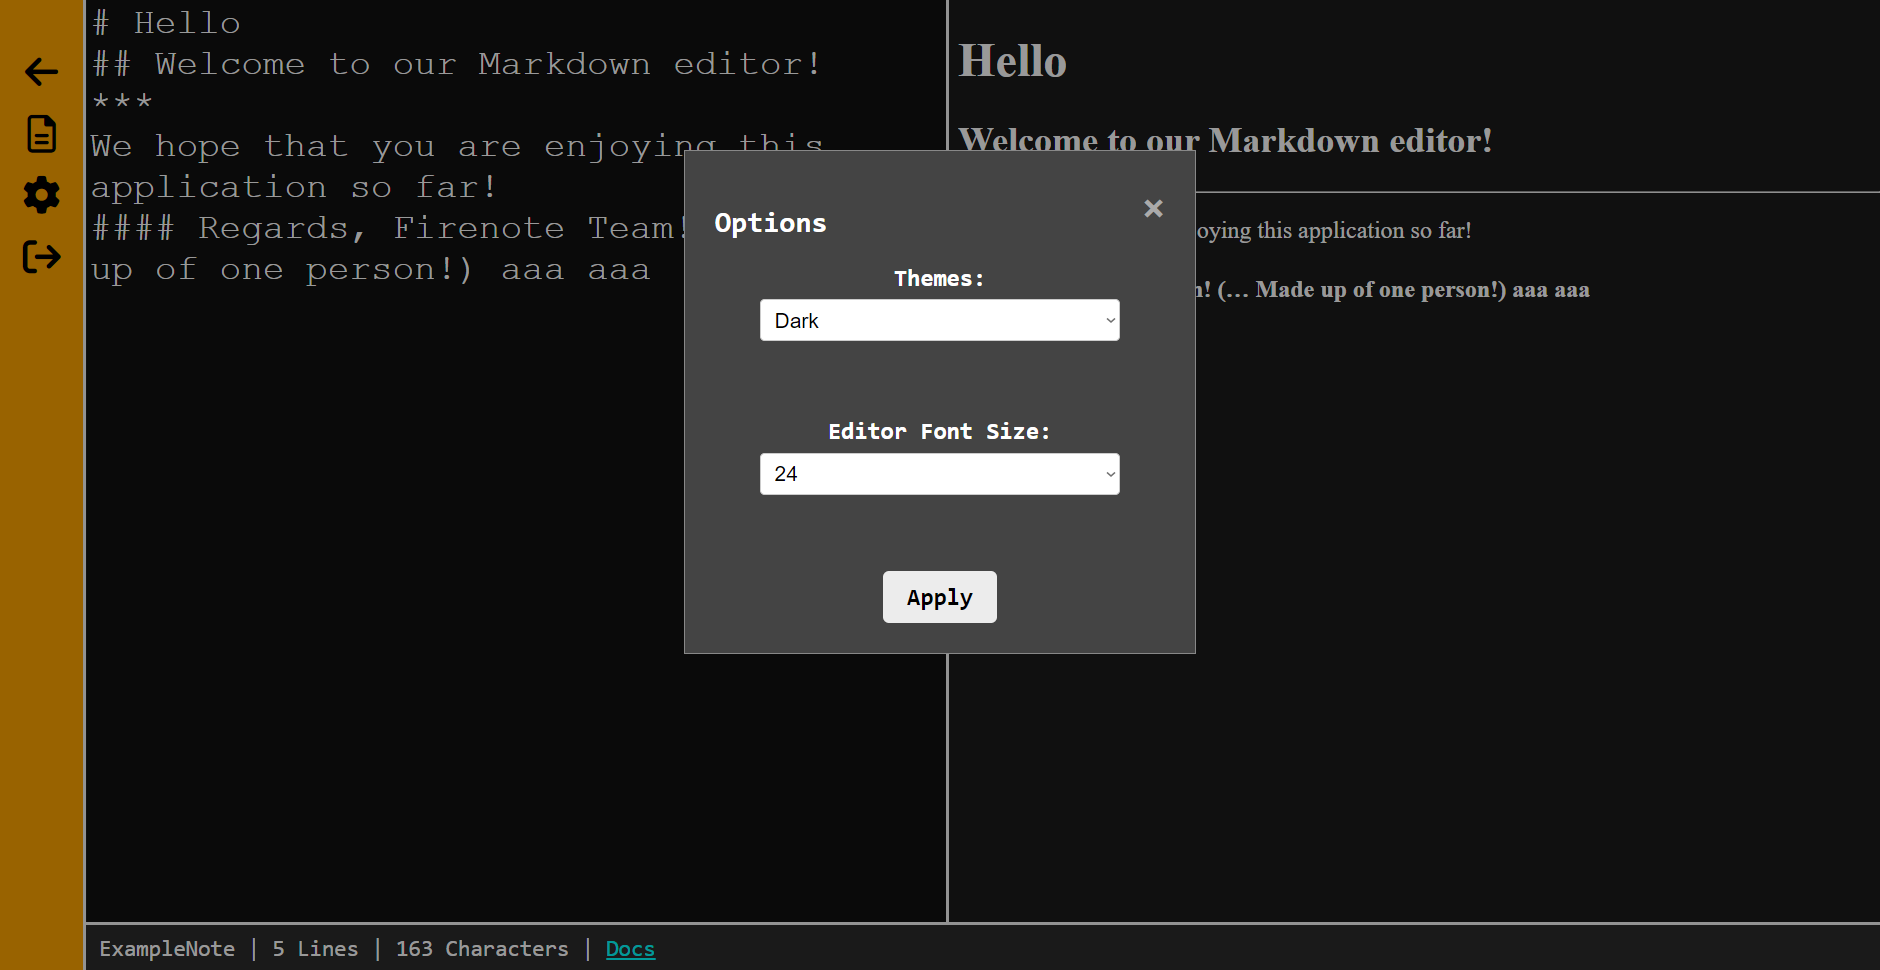 # Hello
## Welcome to our Markdown editor!
***
We hope that you are enjoying this
application so far!
#### Regards, Firenote Team!
up of one person!) aaa aaa
Hello
Welcome to our Markdown editor!
oying this application so far!
! (... Made up of one person!) aaa aaa
Options
×
Themes:
Dark
Editor Font Size:
24
Apply
ExampleNote | 5 Lines | 163 Characters | Docs